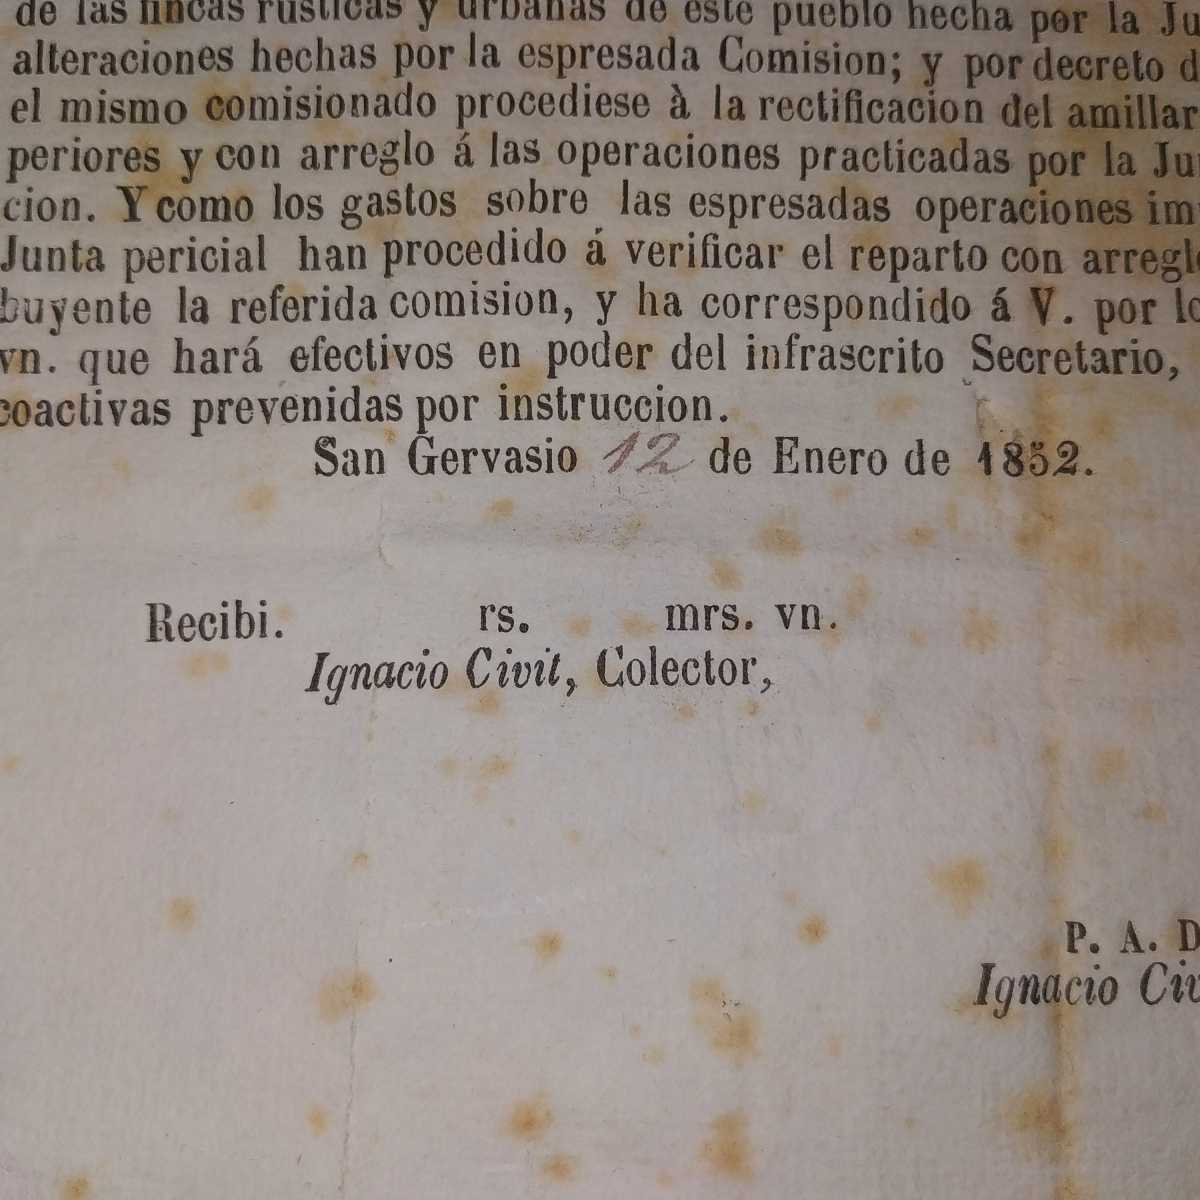 de las fincas rústicas y urbanas de este pueblo hecha por la Ju
alteraciones hechas por la espresada Comision; y por decreto d
el mismo comisionado procediese à la rectificacion del amillar
periores y con arreglo á las operaciones practicadas por la Ju
cion. Y como los gastos sobre las espresadas operaciones im
Junta pericial han procedido á verificar el reparto con arregl
buyente la referida comision, y ha correspondido á V. por lo
vn. que hará efectivos en poder del infrascrito Secretario,
coactivas prevenidas por instruccion.
San Gervasio 12 de Enero de 1852.
Recibi. rs. mrs. vn.
Ignacio Civit, Colector,
P. A. D
Ignacio Civ